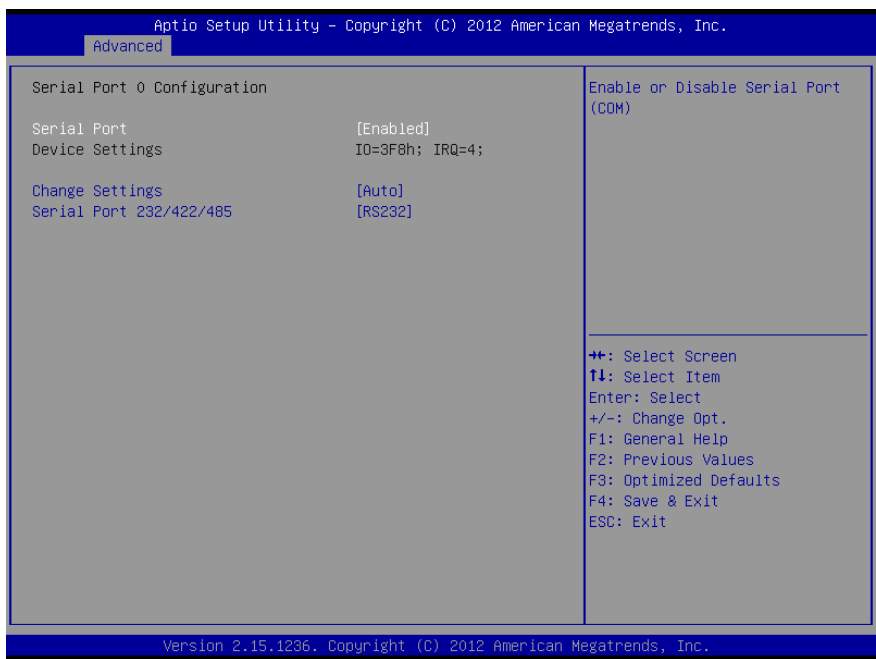 Aptio Setup Utility – Copyright (C) 2012 American Megatrends, Inc.
Advanced
Serial Port 0 Configuration
Serial Port [Enabled]
Device Settings IO=3F8h; IRQ=4;
Change Settings [Auto]
Serial Port 232/422/485 [RS232]
Enable or Disable Serial Port
(COM)
→←: Select Screen
↑↓: Select Item
Enter: Select
+/-: Change Opt.
F1: General Help
F2: Previous Values
F3: Optimized Defaults
F4: Save & Exit
ESC: Exit
Version 2.15.1236. Copyright (C) 2012 American Megatrends, Inc.